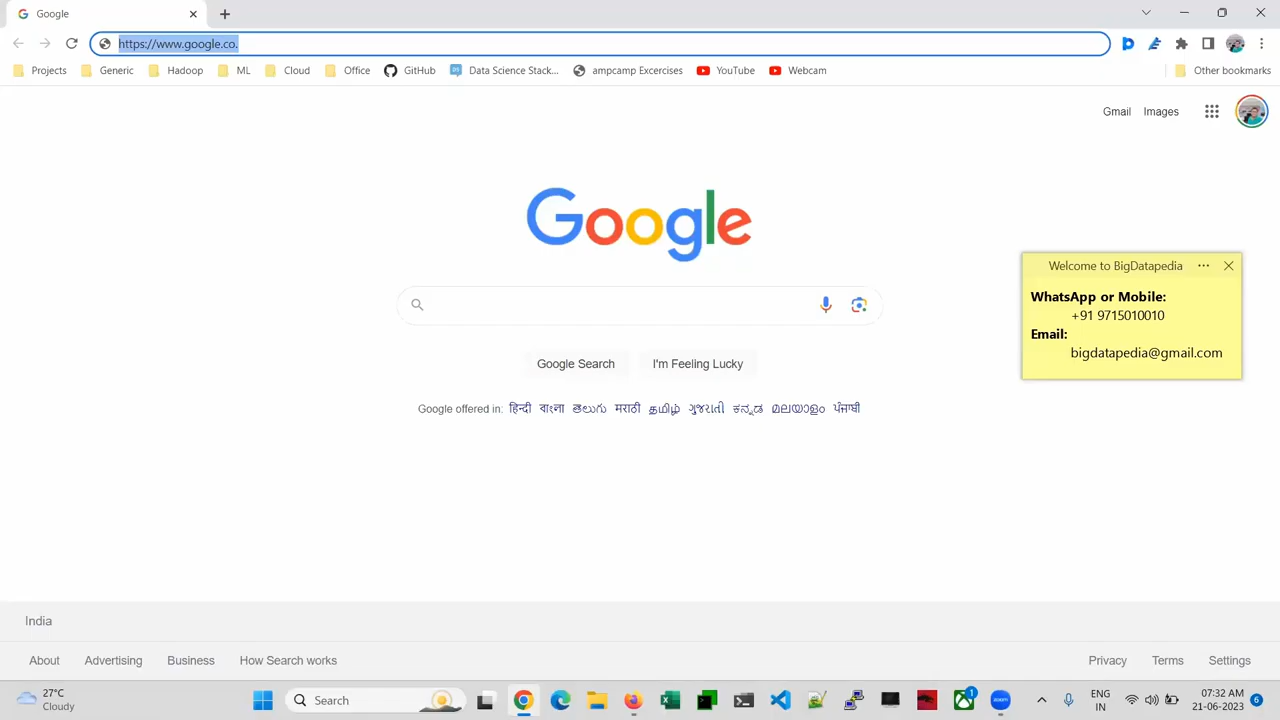 Google
https://www.google.co.
Projects
Generic
Hadoop
ML
Cloud
Office
GitHub
Data Science Stack...
ampcamp Excercises
YouTube
Webcam
Other bookmarks
Gmail
Images
Google
Welcome to BigDatapedia
WhatsApp or Mobile:
+91 9715010010
Email:
bigdatapedia@gmail.com
Google Search
I'm Feeling Lucky
Google offered in: हिन्दी বাংলা తెలుగు मराठी தமிழ் ગુજરાતી ಕನ್ನಡ മലയാളം ਪੰਜਾਬੀ
India
About
Advertising
Business
How Search works
Privacy
Terms
Settings
27°C
Cloudy
Search
1
ENG
IN
07:32 AM
21-06-2023
6